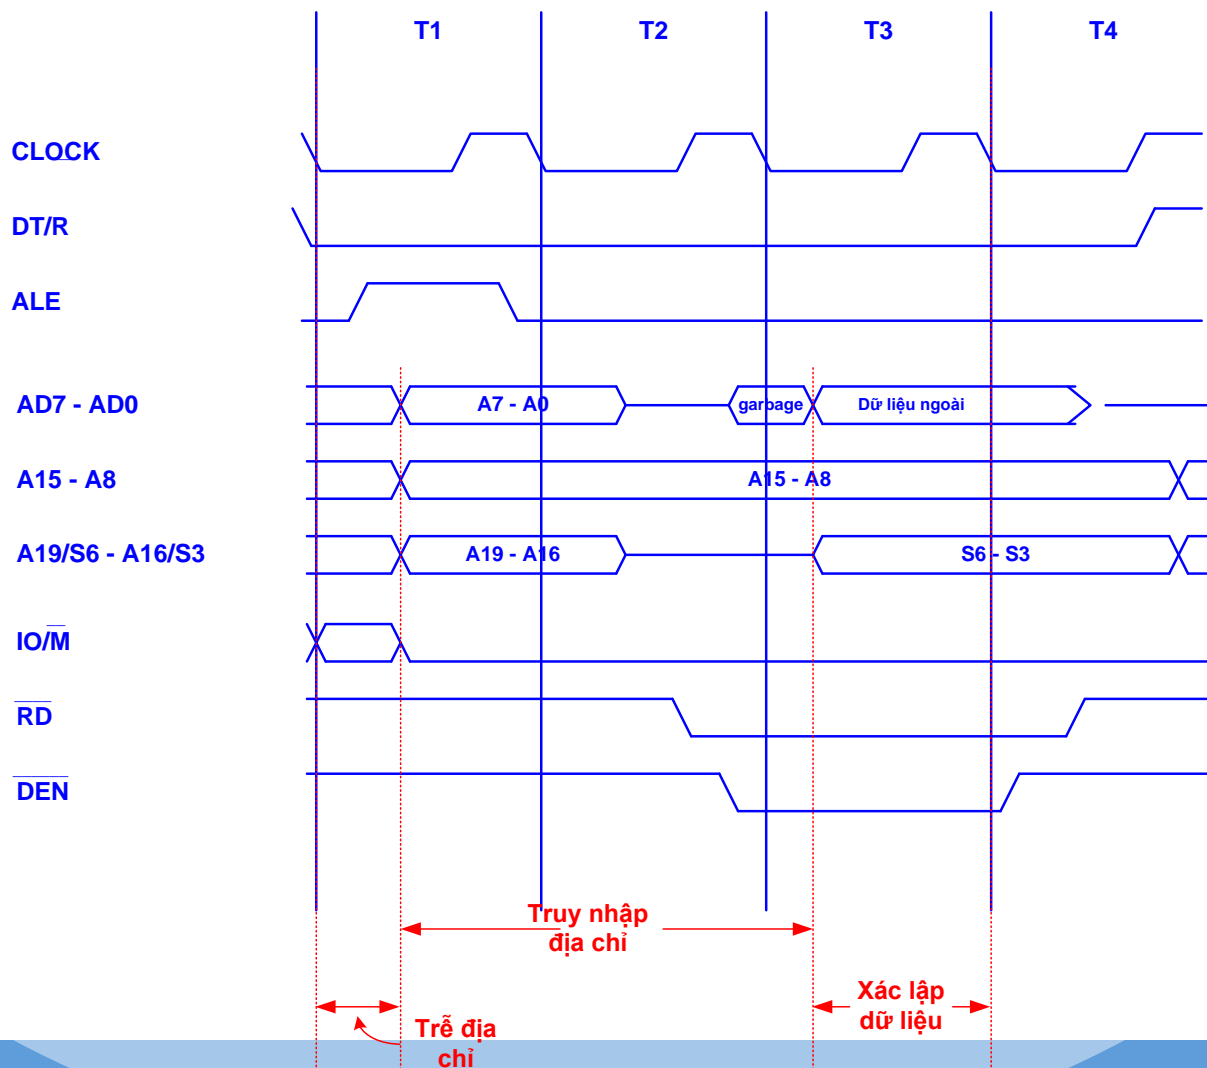 T1 T2 T3 T4
CLOCK
DT/R
ALE
AD7 - AD0 A7 - A0 garbage Dữ liệu ngoài
A15 - A8 A15 - A8
A19/S6 - A16/S3 A19 - A16 S6 - S3
IO/M
RD
DEN
Truy nhập
địa chỉ
Xác lập
dữ liệu
Trễ địa
chỉ